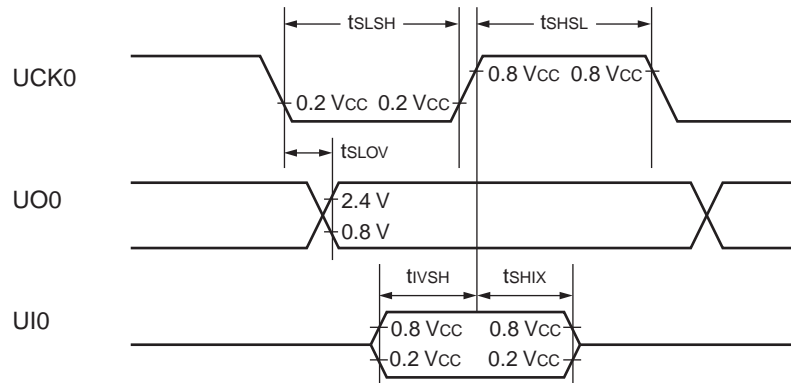 tSLSH tSHSL
UCK0
0.8 VCC 0.8 VCC
0.2 VCC 0.2 VCC
tSLOV
UO0
2.4 V
0.8 V
tIVSH tSHIX
UI0
0.8 VCC 0.8 VCC
0.2 VCC 0.2 VCC